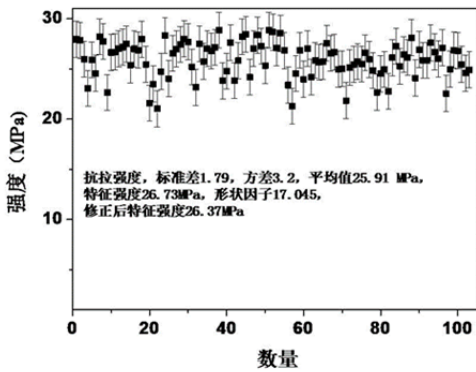 强度（MPa）
30
20
10
抗拉强度，标准差1.79，方差3.2，平均值25.91 MPa，
特征强度26.73MPa，形状因子17.045，
修正后特征强度26.37MPa
0 20 40 60 80 100
数量